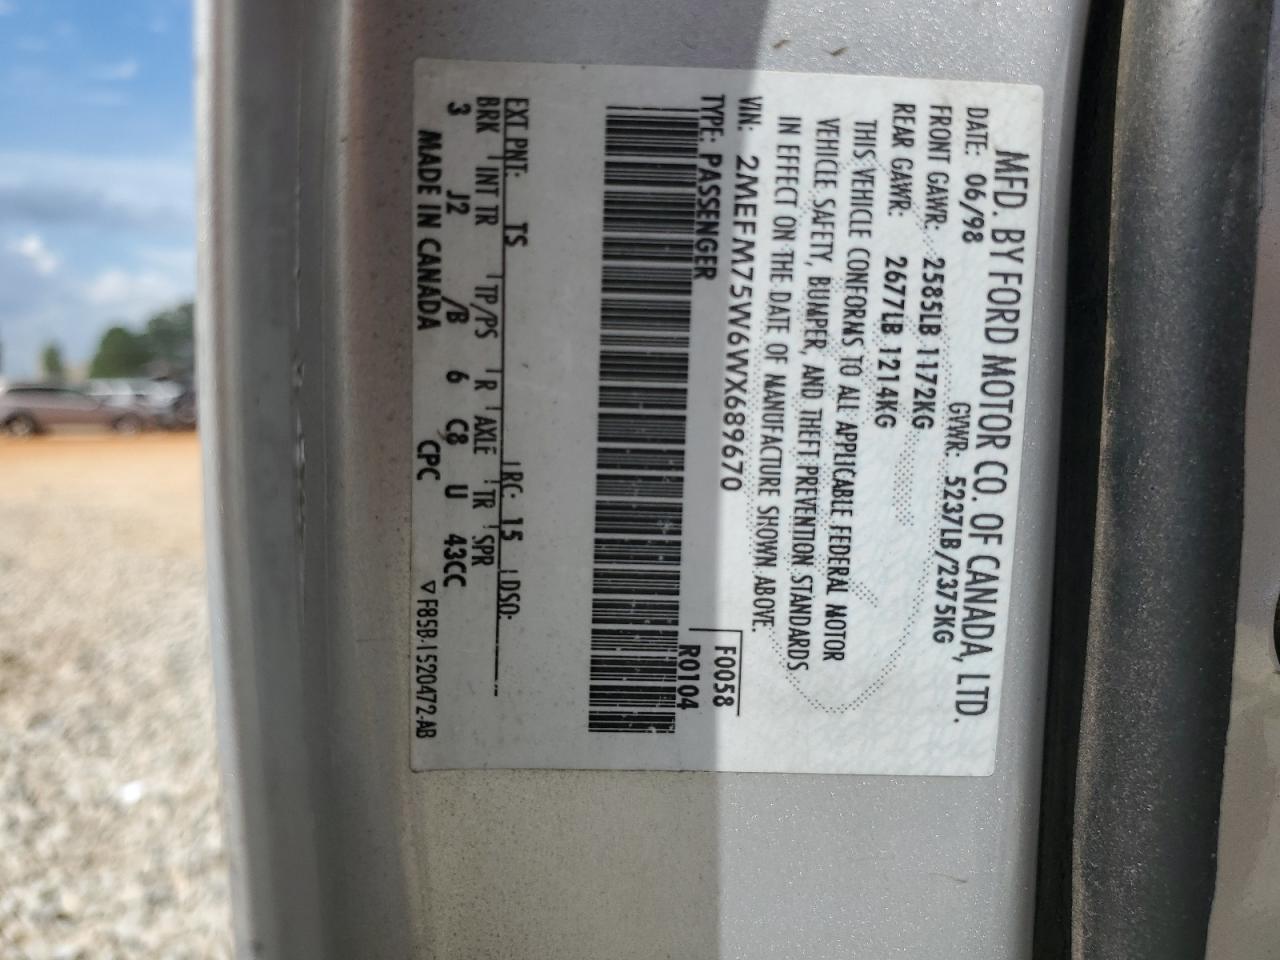 MFD. BY FORD MOTOR CO. OF CANADA, LTD.
DATE: 06/98 GVWR: 5237LB/2375KG
FRONT GAWR: 2585LB 1172KG
REAR GAWR: 2677LB 1214KG
THIS VEHICLE CONFORMS TO ALL APPLICABLE FEDERAL MOTOR
VEHICLE SAFETY, BUMPER, AND THEFT PREVENTION STANDARDS
IN EFFECT ON THE DATE OF MANUFACTURE SHOWN ABOVE.
VIN: 2MEFM75W6WX689670 F0058
TYPE: PASSENGER R0104
EXT PNT: TS RC: 15 DSO:
BRK INT TR TP/PS R AXLE TR SPR
3 J2 /B 6 C8 U 43CC
MADE IN CANADA CPC ▽ F85B-1520472-AB